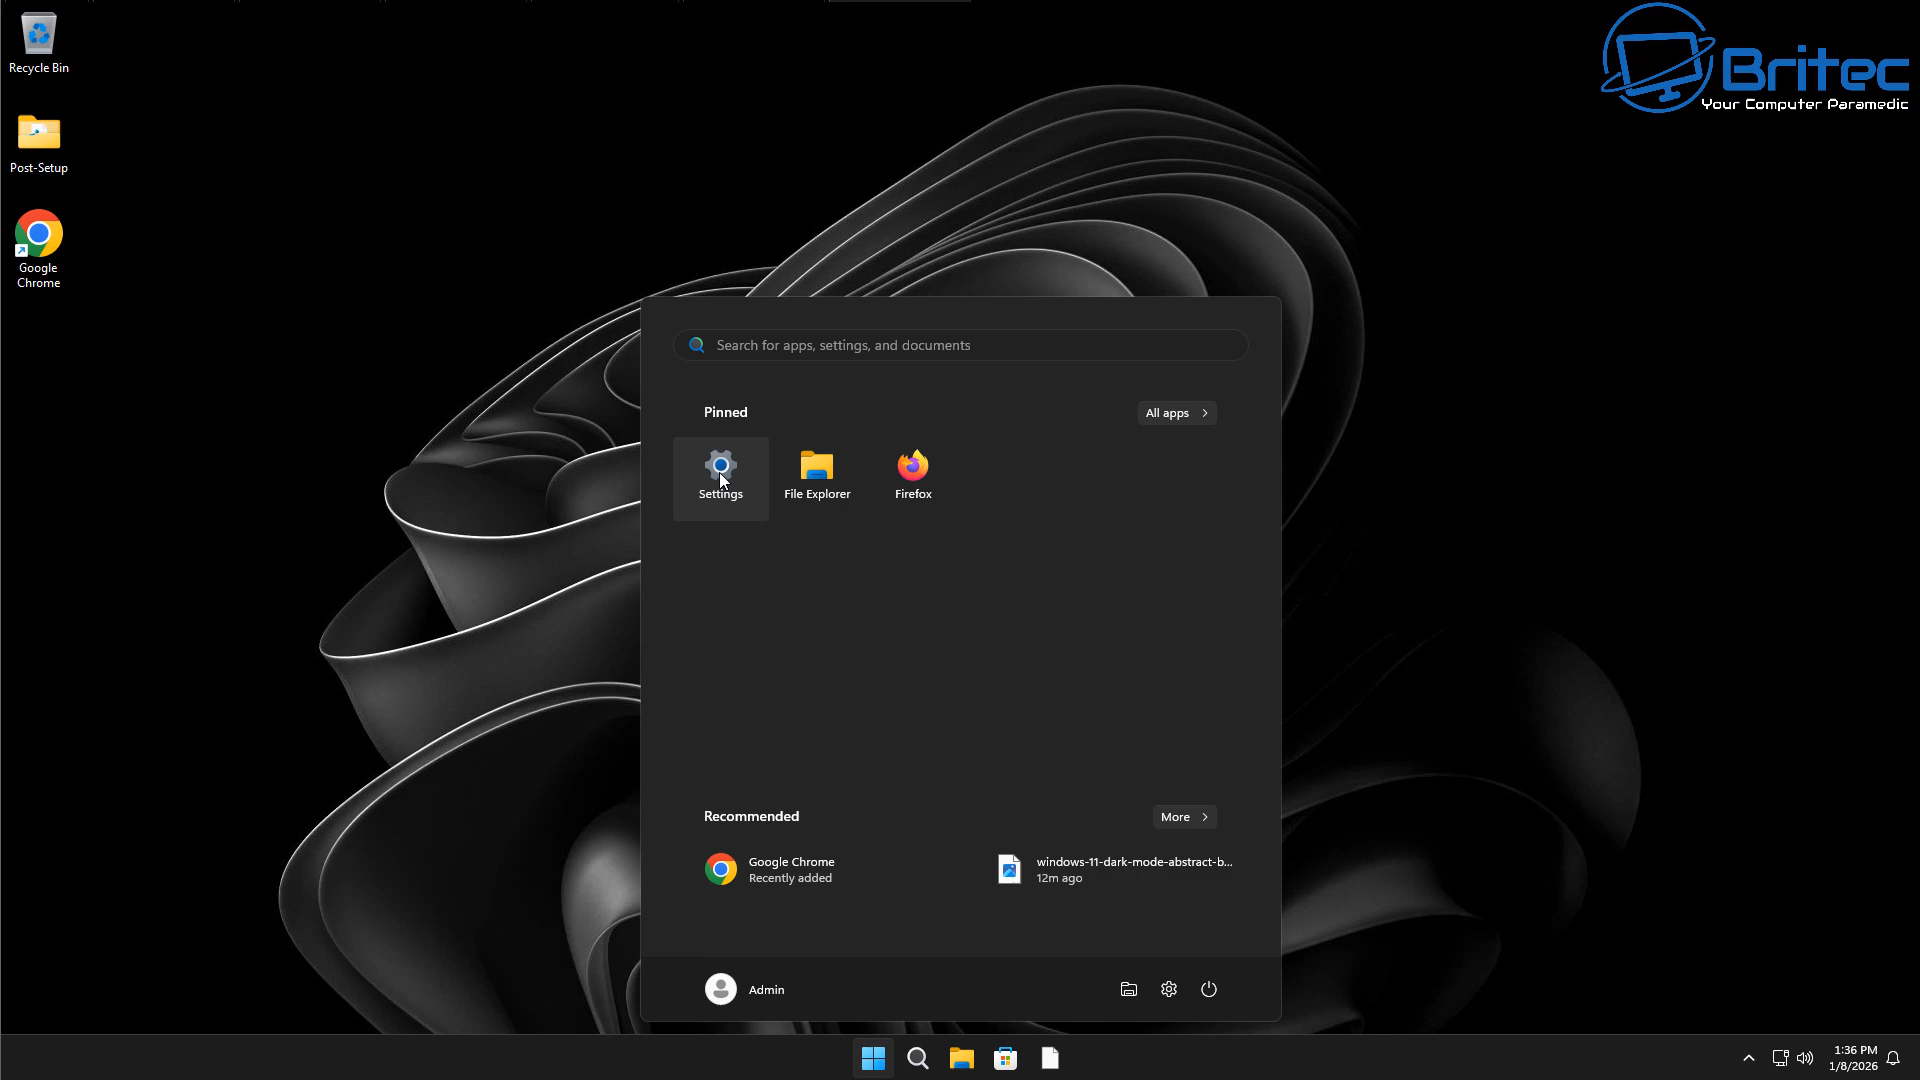 Recycle Bin
Post-Setup
Google
Chrome
Britec
Your Computer Paramedic
Search for apps, settings, and documents
Pinned
All apps
Settings
File Explorer
Firefox
Recommended
More
Google Chrome
Recently added
windows-11-dark-mode-abstract-b...
12m ago
Admin
1:36 PM
1/8/2026